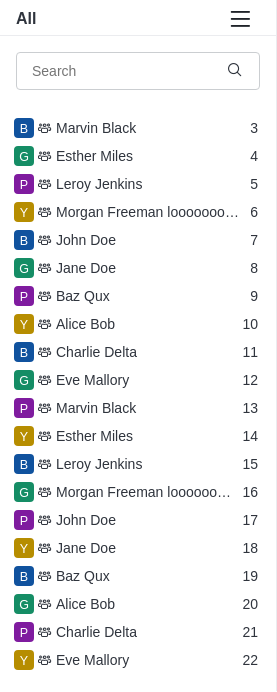 All
Search
B Marvin Black 3
G Esther Miles 4
P Leroy Jenkins 5
Y Morgan Freeman looooooo… 6
B John Doe 7
G Jane Doe 8
P Baz Qux 9
Y Alice Bob 10
B Charlie Delta 11
G Eve Mallory 12
P Marvin Black 13
Y Esther Miles 14
B Leroy Jenkins 15
G Morgan Freeman loooooo… 16
P John Doe 17
Y Jane Doe 18
B Baz Qux 19
G Alice Bob 20
P Charlie Delta 21
Y Eve Mallory 22